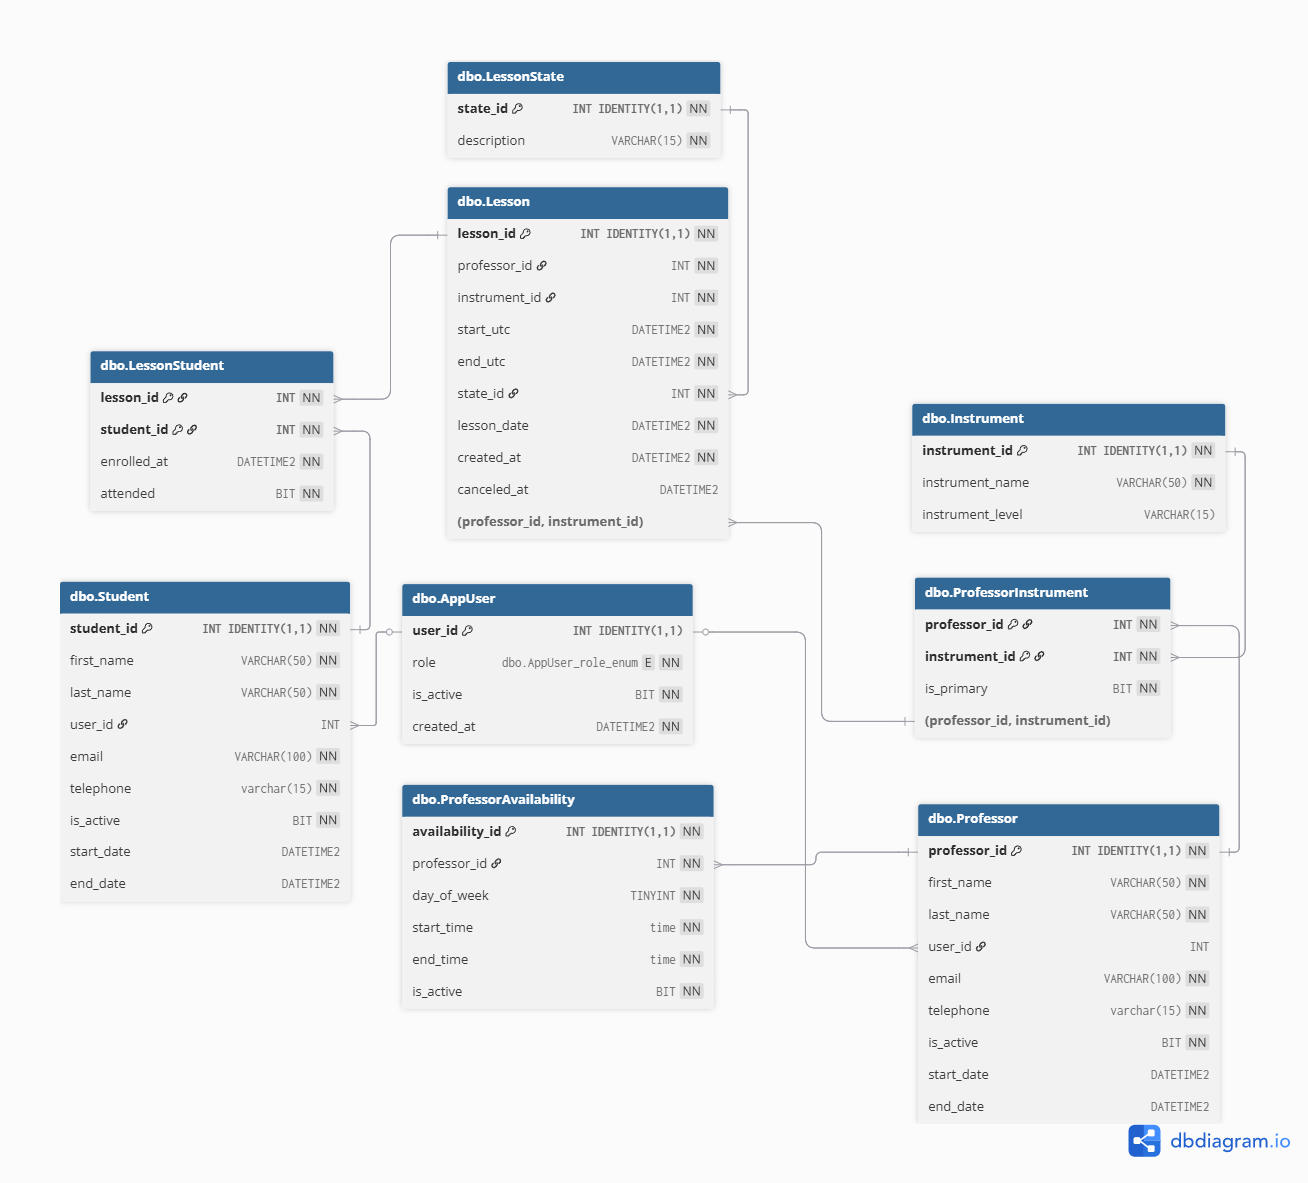 dbo.LessonState
state_id INT IDENTITY(1,1) NN
description VARCHAR(15) NN
dbo.Lesson
lesson_id INT IDENTITY(1,1) NN
professor_id INT NN
instrument_id INT NN
start_utc DATETIME2 NN
end_utc DATETIME2 NN
state_id INT NN
lesson_date DATETIME2 NN
created_at DATETIME2 NN
canceled_at DATETIME2
(professor_id, instrument_id)
dbo.LessonStudent
lesson_id INT NN
student_id INT NN
enrolled_at DATETIME2 NN
attended BIT NN
dbo.Instrument
instrument_id INT IDENTITY(1,1) NN
instrument_name VARCHAR(50) NN
instrument_level VARCHAR(15)
dbo.Student
student_id INT IDENTITY(1,1) NN
first_name VARCHAR(50) NN
last_name VARCHAR(50) NN
user_id INT
email VARCHAR(100) NN
telephone varchar(15) NN
is_active BIT NN
start_date DATETIME2
end_date DATETIME2
dbo.AppUser
user_id INT IDENTITY(1,1)
role dbo.AppUser_role_enum E NN
is_active BIT NN
created_at DATETIME2 NN
dbo.ProfessorInstrument
professor_id INT NN
instrument_id INT NN
is_primary BIT NN
(professor_id, instrument_id)
dbo.ProfessorAvailability
availability_id INT IDENTITY(1,1) NN
professor_id INT NN
day_of_week TINYINT NN
start_time time NN
end_time time NN
is_active BIT NN
dbo.Professor
professor_id INT IDENTITY(1,1) NN
first_name VARCHAR(50) NN
last_name VARCHAR(50) NN
user_id INT
email VARCHAR(100) NN
telephone varchar(15) NN
is_active BIT NN
start_date DATETIME2
end_date DATETIME2
dbdiagram.io